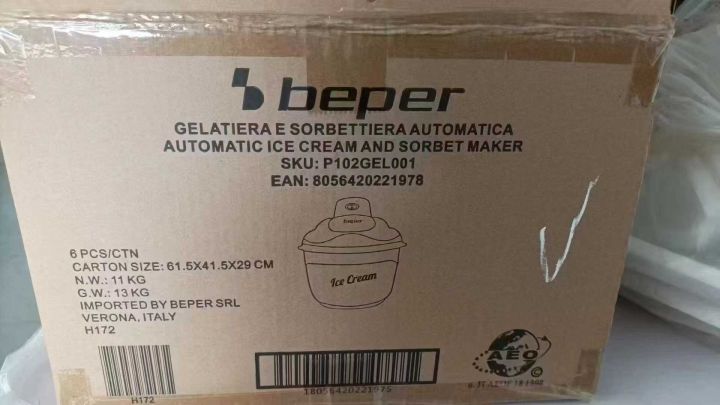 beper
GELATIERA E SORBETTIERA AUTOMATICA
AUTOMATIC ICE CREAM AND SORBET MAKER
SKU: P102GEL001
EAN: 8056420221978
beper
Ice Cream
6 PCS/CTN
CARTON SIZE: 61.5X41.5X29 CM
N.W.: 11 KG
G.W.: 13 KG
IMPORTED BY BEPER SRL
VERONA, ITALY
H172
H172
18056420221975
AEO